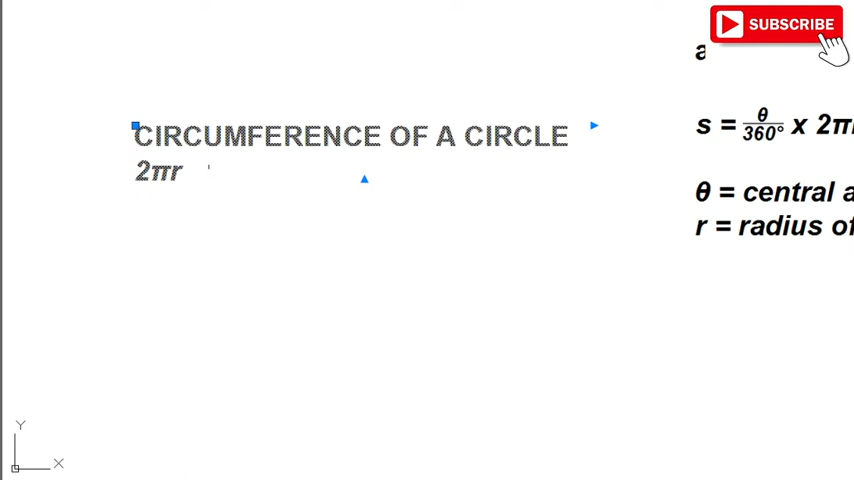 SUBSCRIBE
CIRCUMFERENCE OF A CIRCLE
2πr
s = θ/360° x 2π
θ = central a
r = radius of
Y
X